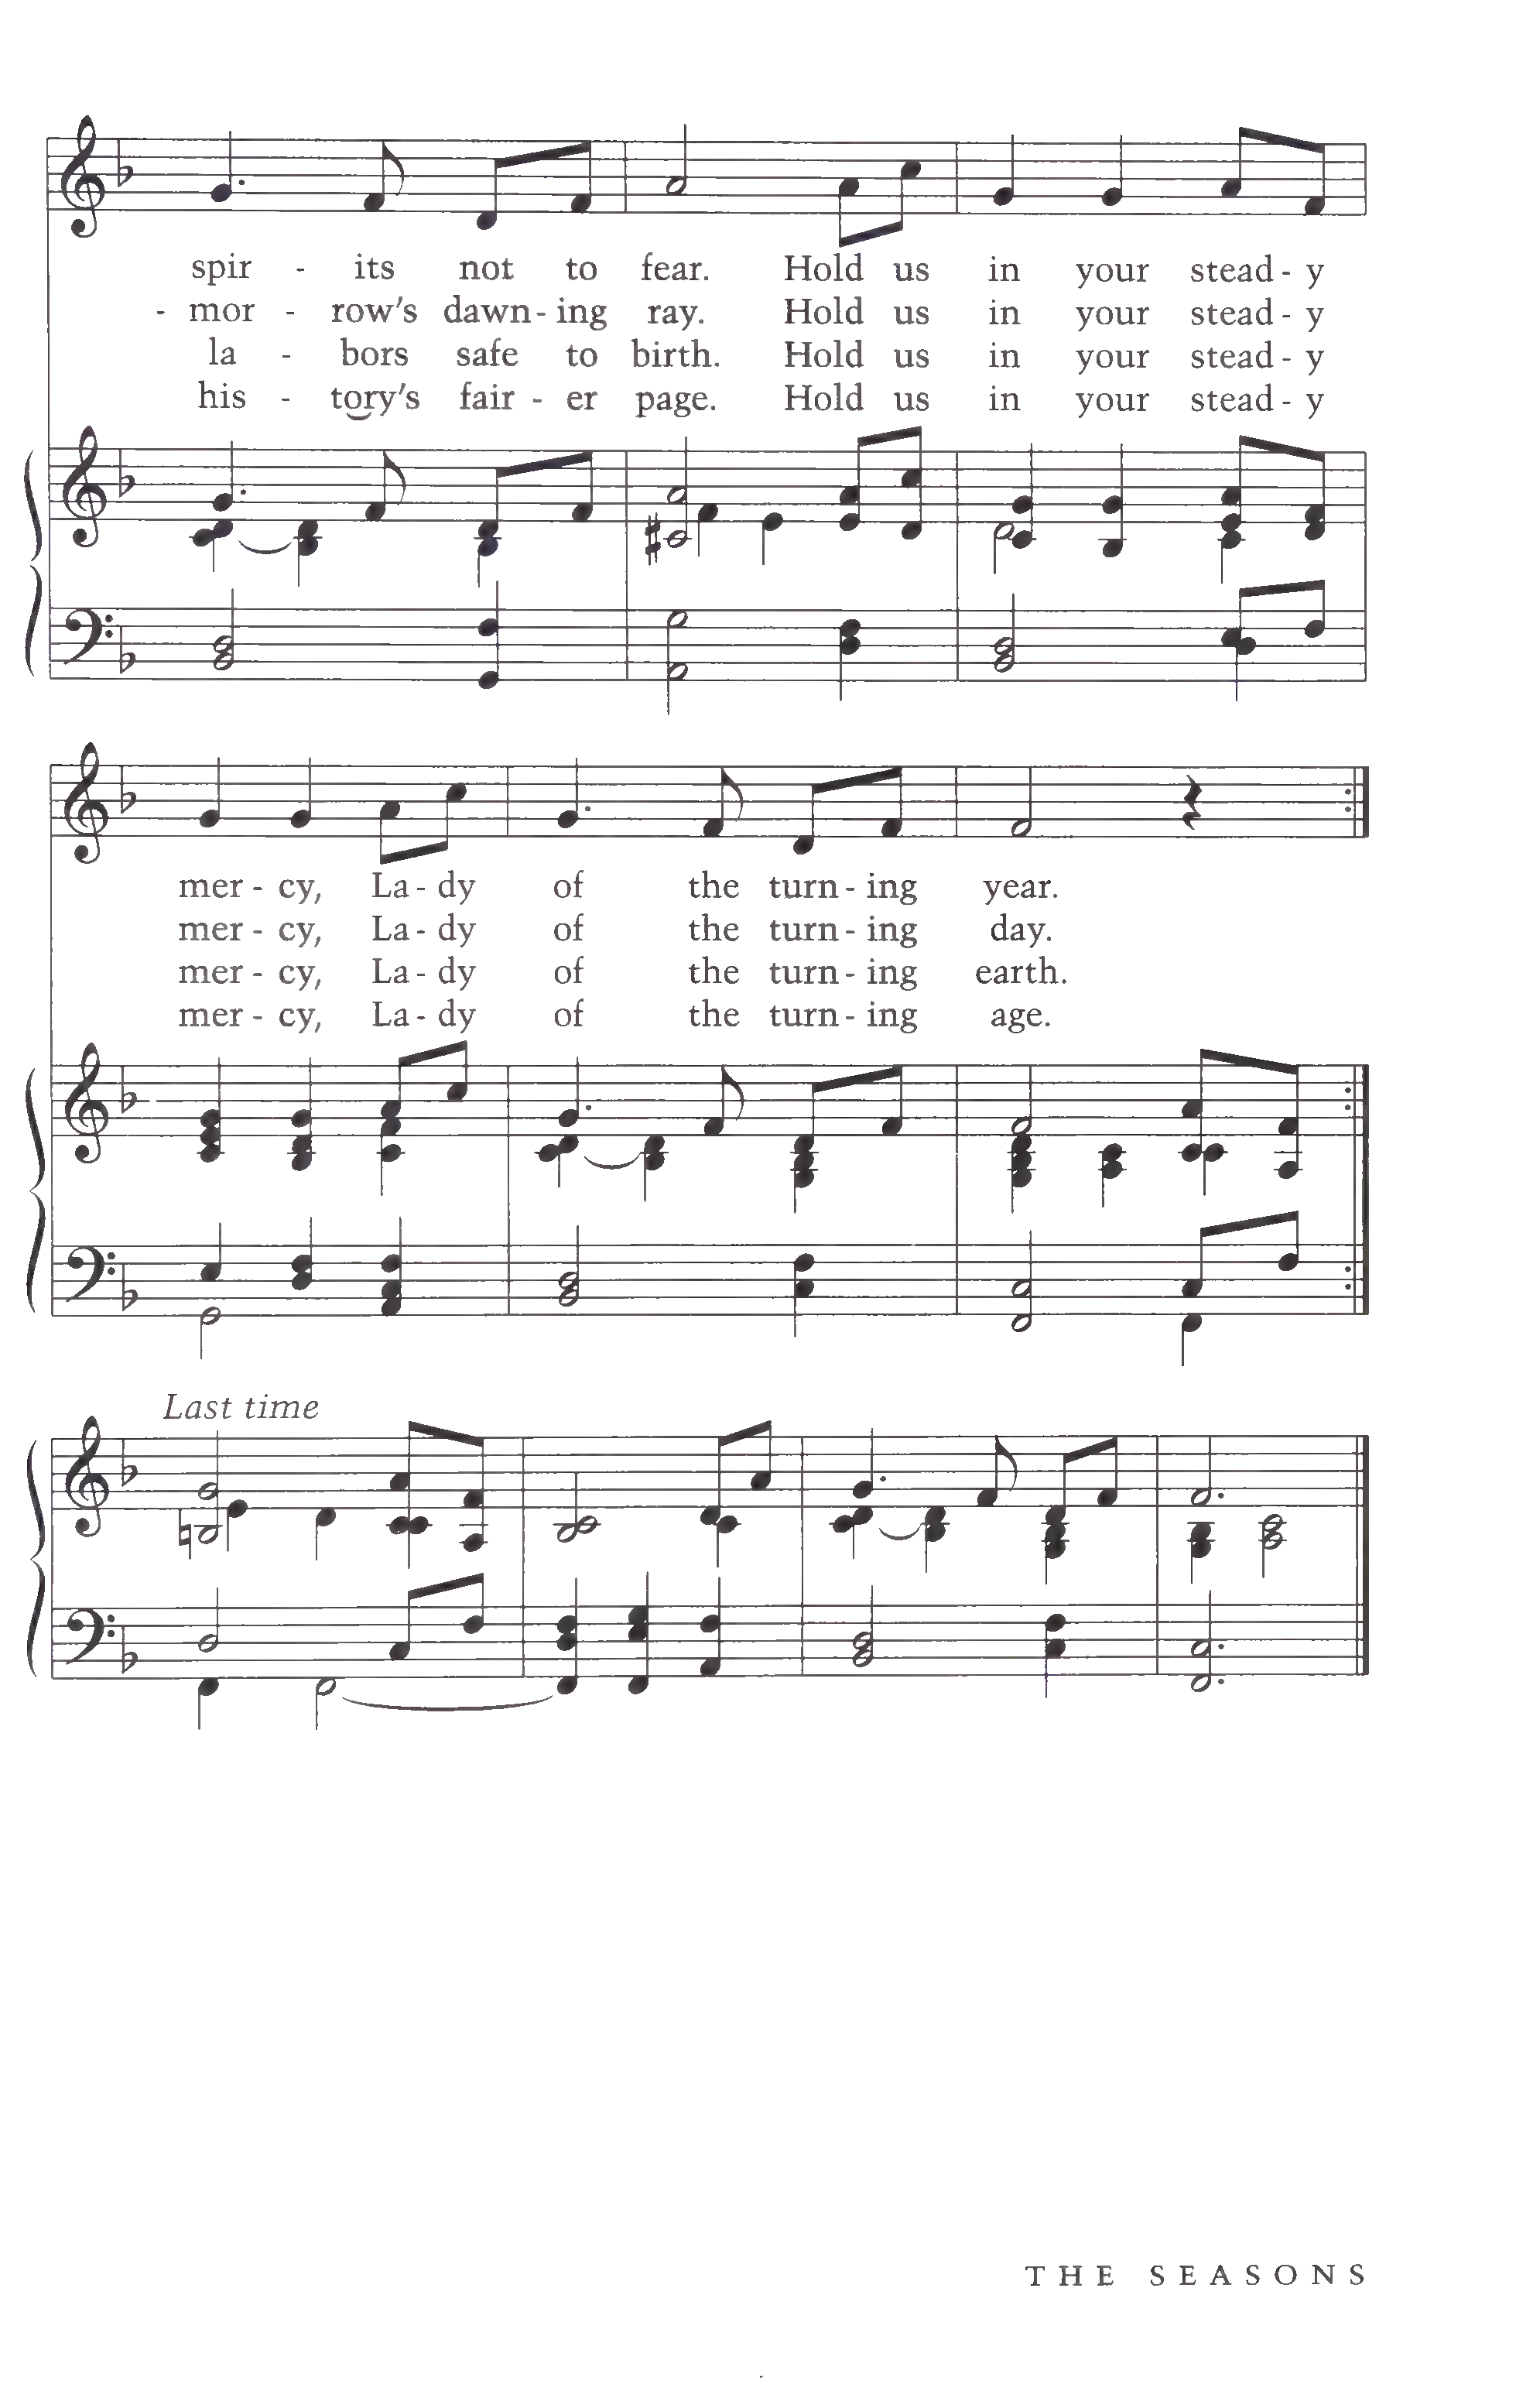 spir - its not to fear. Hold us in your stead - y
- mor - row's dawn - ing ray. Hold us in your stead - y
la - bors safe to birth. Hold us in your stead - y
his - tory's fair - er page. Hold us in your stead - y
mer - cy, La - dy of the turn - ing year.
mer - cy, La - dy of the turn - ing day.
mer - cy, La - dy of the turn - ing earth.
mer - cy, La - dy of the turn - ing age.
Last time
THE SEASONS